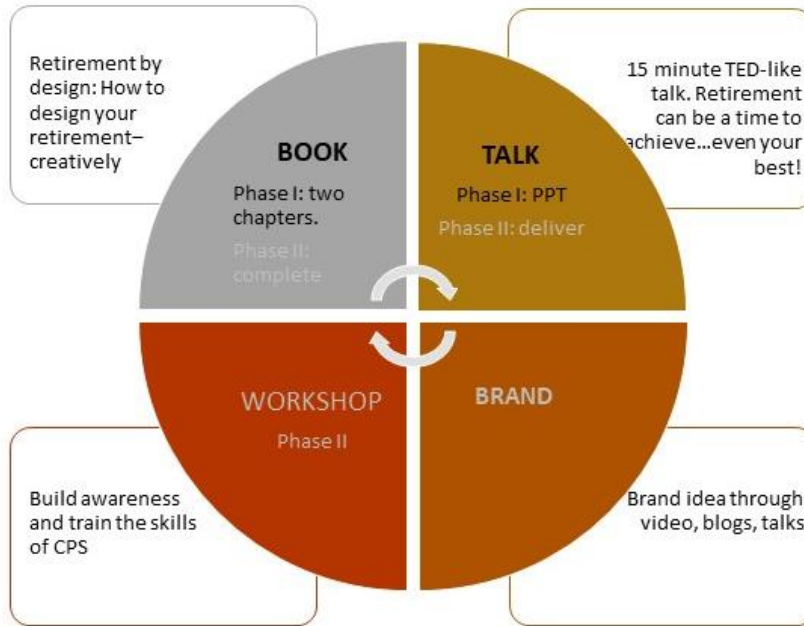 Retirement by
design: How to
design your
retirement–
creatively
BOOK
Phase I: two
chapters.
Phase II:
complete
TALK
Phase I: PPT
Phase II: deliver
15 minute TED-like
talk. Retirement
can be a time to
achieve...even your
best!
WORKSHOP
Phase II
BRAND
Build awareness
and train the skills
of CPS
Brand idea through
video, blogs, talks